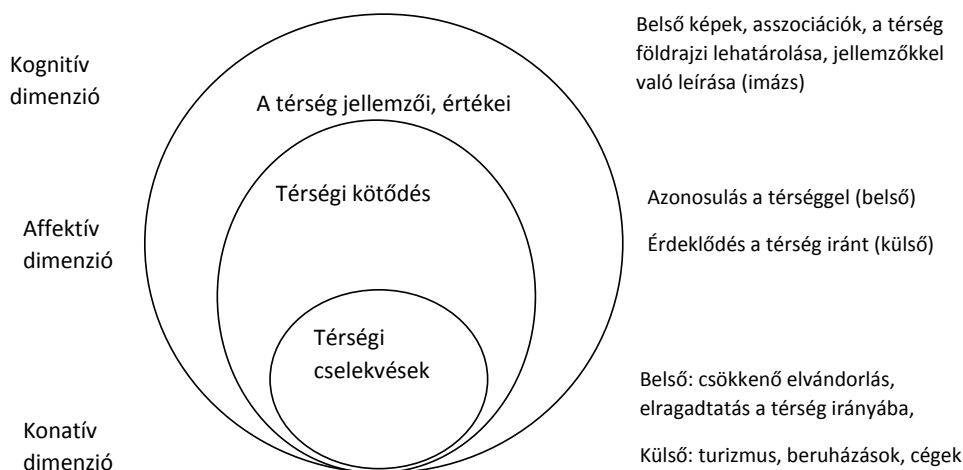 Kognitív
dimenzió
A térség jellemzői, értékei
Belső képek, asszociációk, a térség
földrajzi lehatárolása, jellemzőkkel
való leírása (imázs)
Affektív
dimenzió
Térségi kötődés
Azonosulás a térséggel (belső)
Érdeklődés a térség iránt (külső)
Konatív
dimenzió
Térségi
cselekvések
Belső: csökkenő elvándorlás,
elragadtatás a térség irányába,
Külső: turizmus, beruházások, cégek